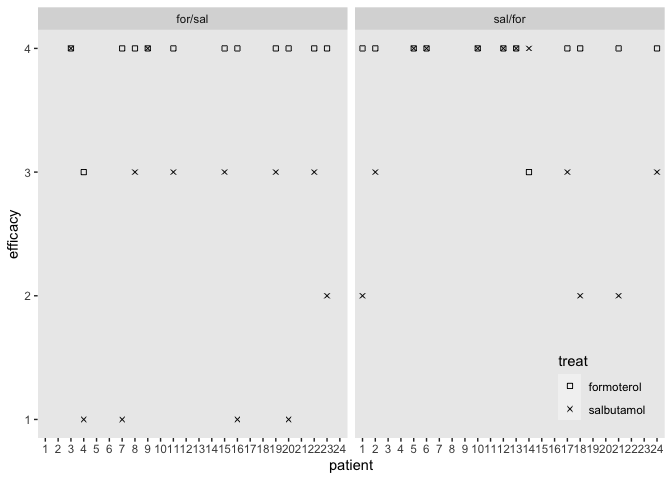 for/sal
sal/for
4
3
2
1
efficacy
treat
formoterol
salbutamol
1 2 3 4 5 6 7 8 9 10 11 12 13 14 15 16 17 18 19 20 21 22 23 24
1 2 3 4 5 6 7 8 9 10 11 12 13 14 15 16 17 18 19 20 21 22 23 24
patient